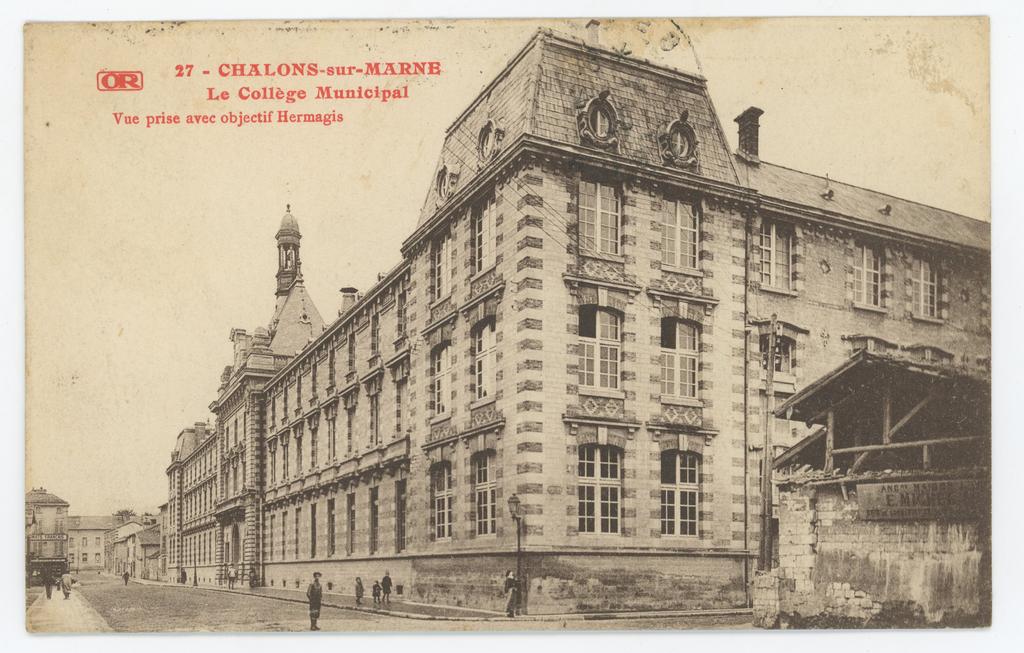 OR
27 - CHALONS-sur-MARNE
Le Collège Municipal
Vue prise avec objectif Hermagis